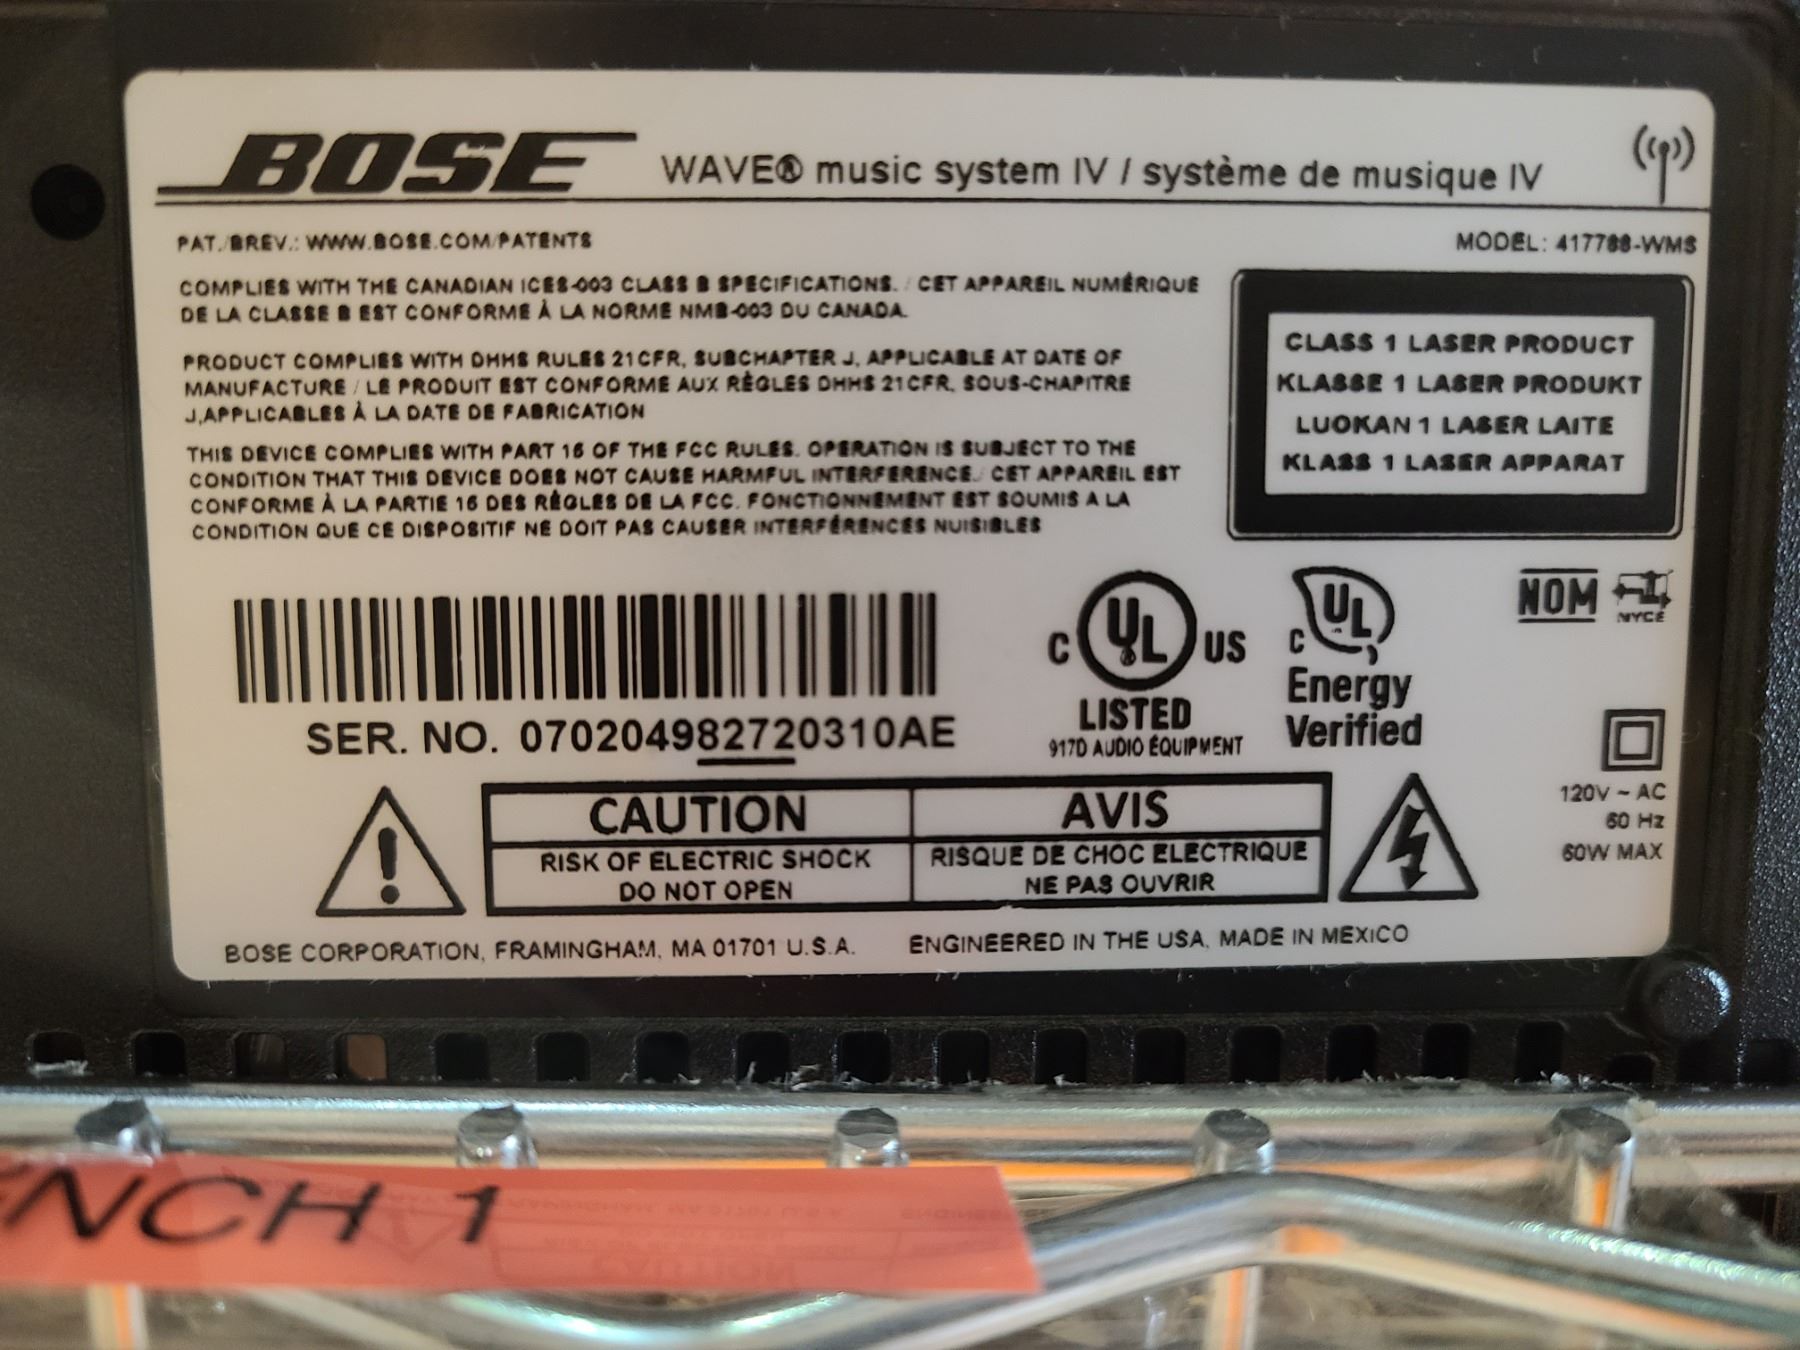 BOSE WAVE® music system IV / système de musique IV
PAT./BREV.: WWW.BOSE.COM/PATENTS
MODEL: 417788-WMS
COMPLIES WITH THE CANADIAN ICES-003 CLASS B SPECIFICATIONS. / CET APPAREIL NUMÉRIQUE
DE LA CLASSE B EST CONFORME À LA NORME NMB-003 DU CANADA.
PRODUCT COMPLIES WITH DHHS RULES 21CFR, SUBCHAPTER J, APPLICABLE AT DATE OF
MANUFACTURE / LE PRODUIT EST CONFORME AUX RÈGLES DHHS 21CFR, SOUS-CHAPITRE
J,APPLICABLES À LA DATE DE FABRICATION
THIS DEVICE COMPLIES WITH PART 15 OF THE FCC RULES. OPERATION IS SUBJECT TO THE
CONDITION THAT THIS DEVICE DOES NOT CAUSE HARMFUL INTERFERENCE./ CET APPAREIL EST
CONFORME À LA PARTIE 15 DES RÈGLES DE LA FCC. FONCTIONNEMENT EST SOUMIS A LA
CONDITION QUE CE DISPOSITIF NE DOIT PAS CAUSER INTERFÉRENCES NUISIBLES
CLASS 1 LASER PRODUCT
KLASSE 1 LASER PRODUKT
LUOKAN 1 LASER LAITE
KLASS 1 LASER APPARAT
SER. NO. 070204982720310AE
C UL US
LISTED
917D AUDIO ÉQUIPMENT
C UL
Energy
Verified
NOM
NYCE
120V ~ AC
60 Hz
60W MAX
CAUTION
RISK OF ELECTRIC SHOCK
DO NOT OPEN
AVIS
RISQUE DE CHOC ELECTRIQUE
NE PAS OUVRIR
BOSE CORPORATION, FRAMINGHAM, MA 01701 U.S.A.
ENGINEERED IN THE USA, MADE IN MEXICO
NCH 1